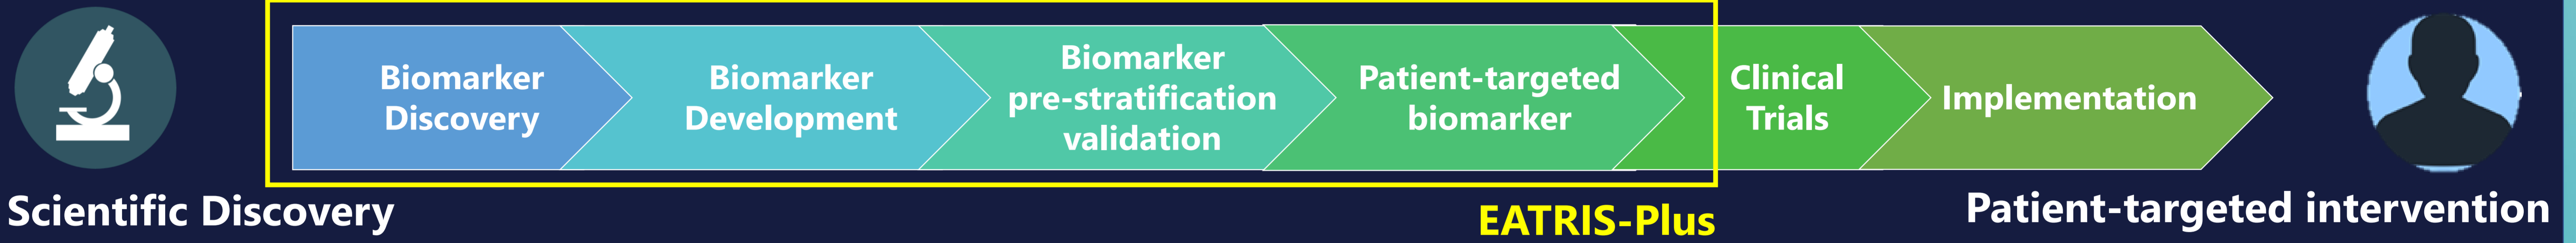 Biomarker
Discovery
Biomarker
Development
Biomarker
pre-stratification
validation
Patient-targeted
biomarker
Clinical
Trials
Implementation
Scientific Discovery
EATRIS-Plus
Patient-targeted intervention